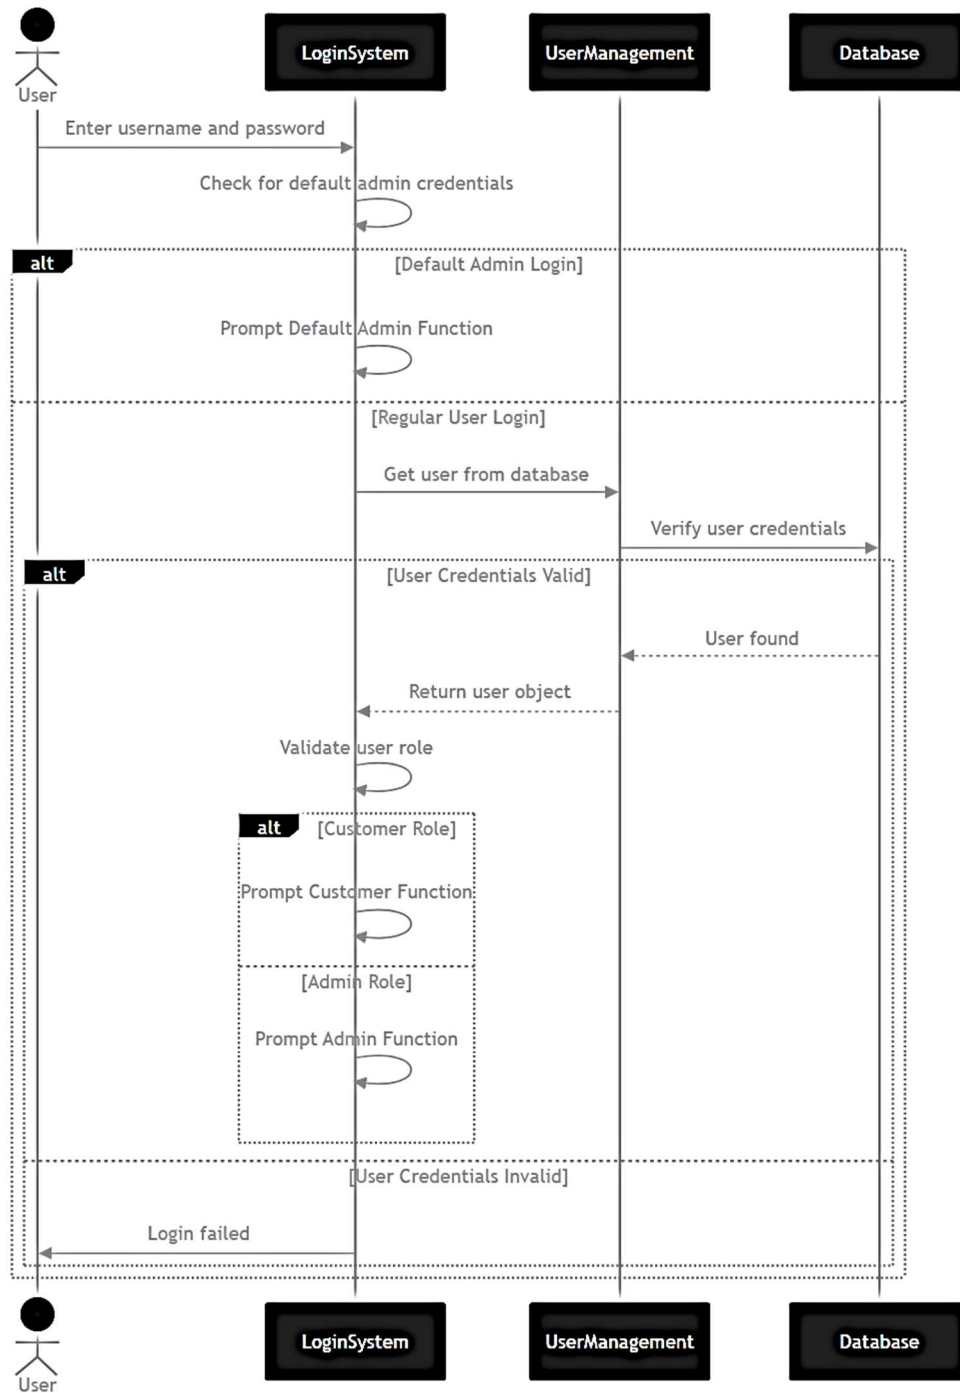 LoginSystem
UserManagement
Database
User
Enter username and password
Check for default admin credentials
alt
[Default Admin Login]
Prompt Default Admin Function
[Regular User Login]
Get user from database
Verify user credentials
alt
[User Credentials Valid]
User found
Return user object
Validate user role
alt
[Customer Role]
Prompt Customer Function
[Admin Role]
Prompt Admin Function
[User Credentials Invalid]
Login failed
LoginSystem
UserManagement
Database
User